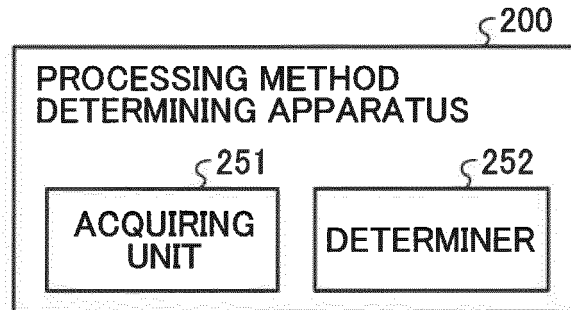 200
PROCESSING METHOD
DETERMINING APPARATUS
251
252
ACQUIRING
UNIT
DETERMINER